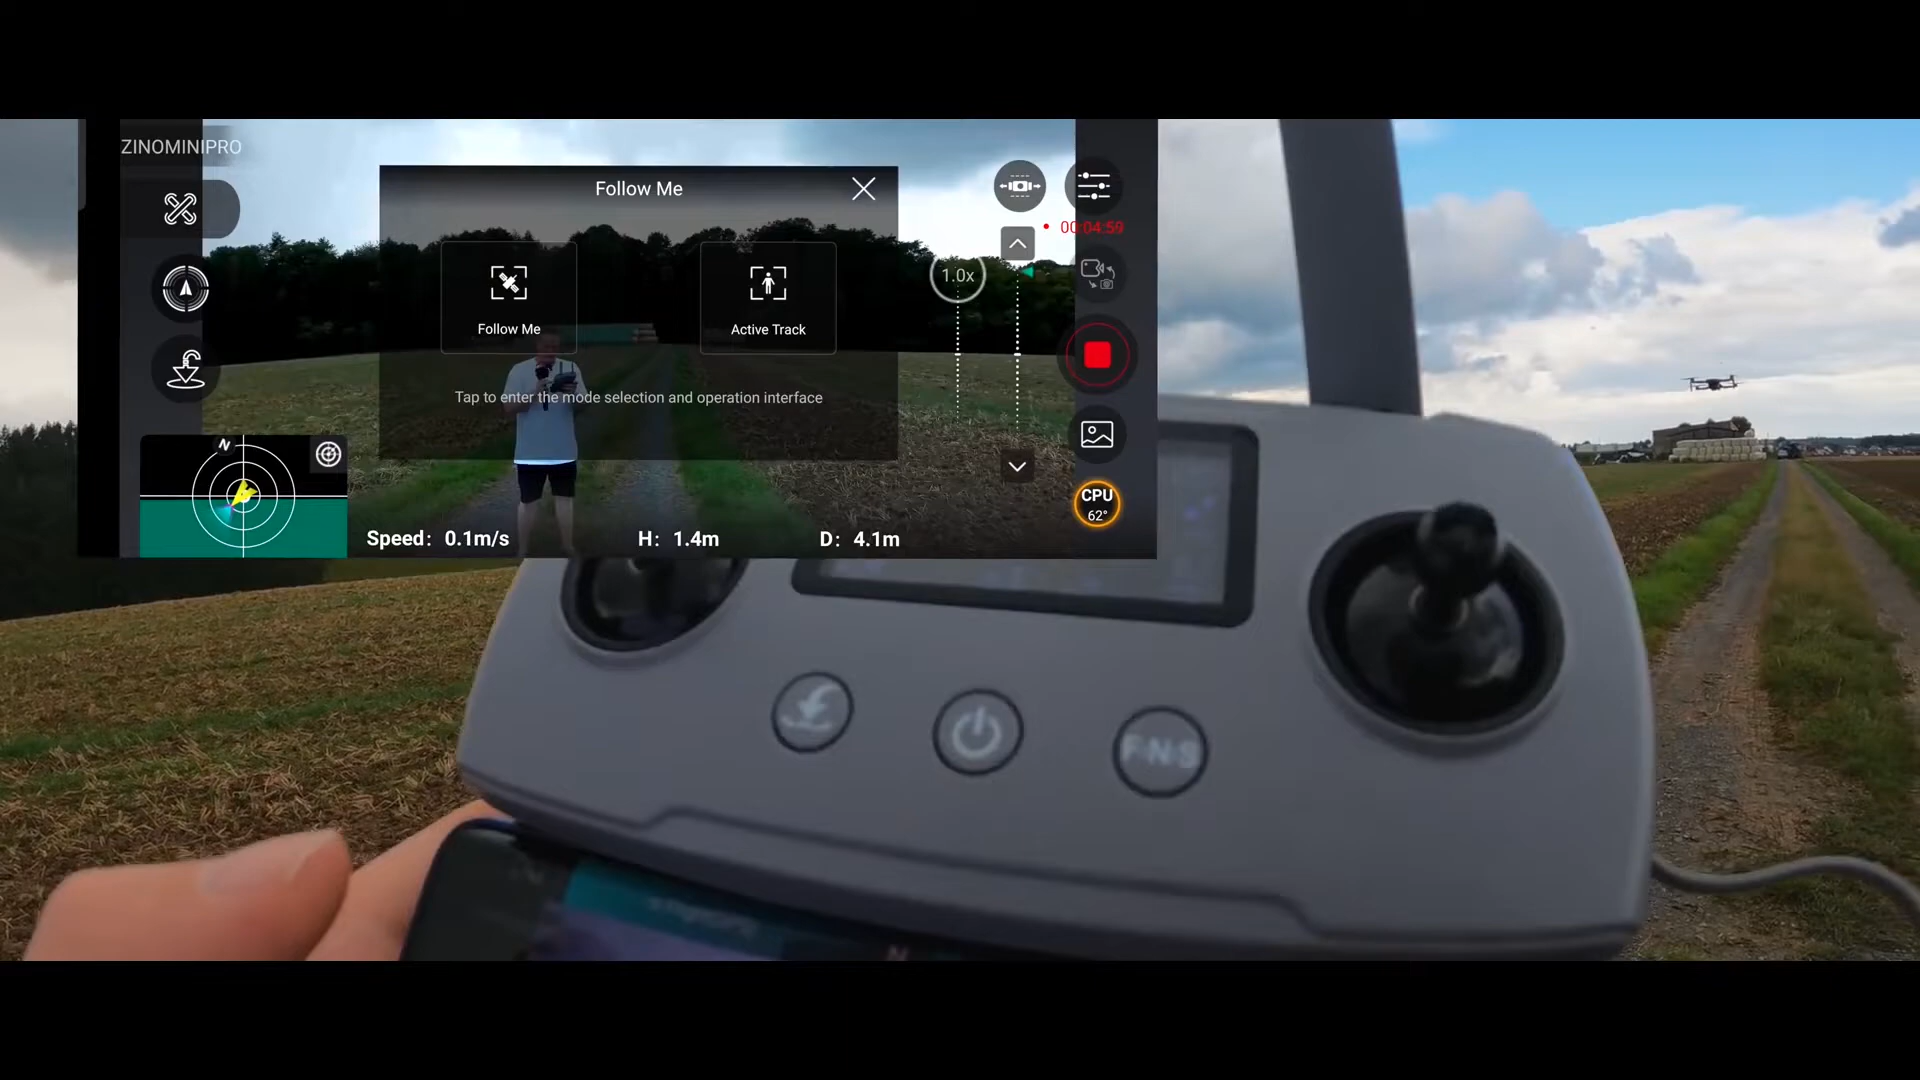 ZINOMINIPRO
Follow Me
00:04:59
1.0x
Follow Me
Active Track
Tap to enter the mode selection and operation interface
N
CPU
62°
Speed: 0.1m/s
H: 1.4m
D: 4.1m
F·N·S